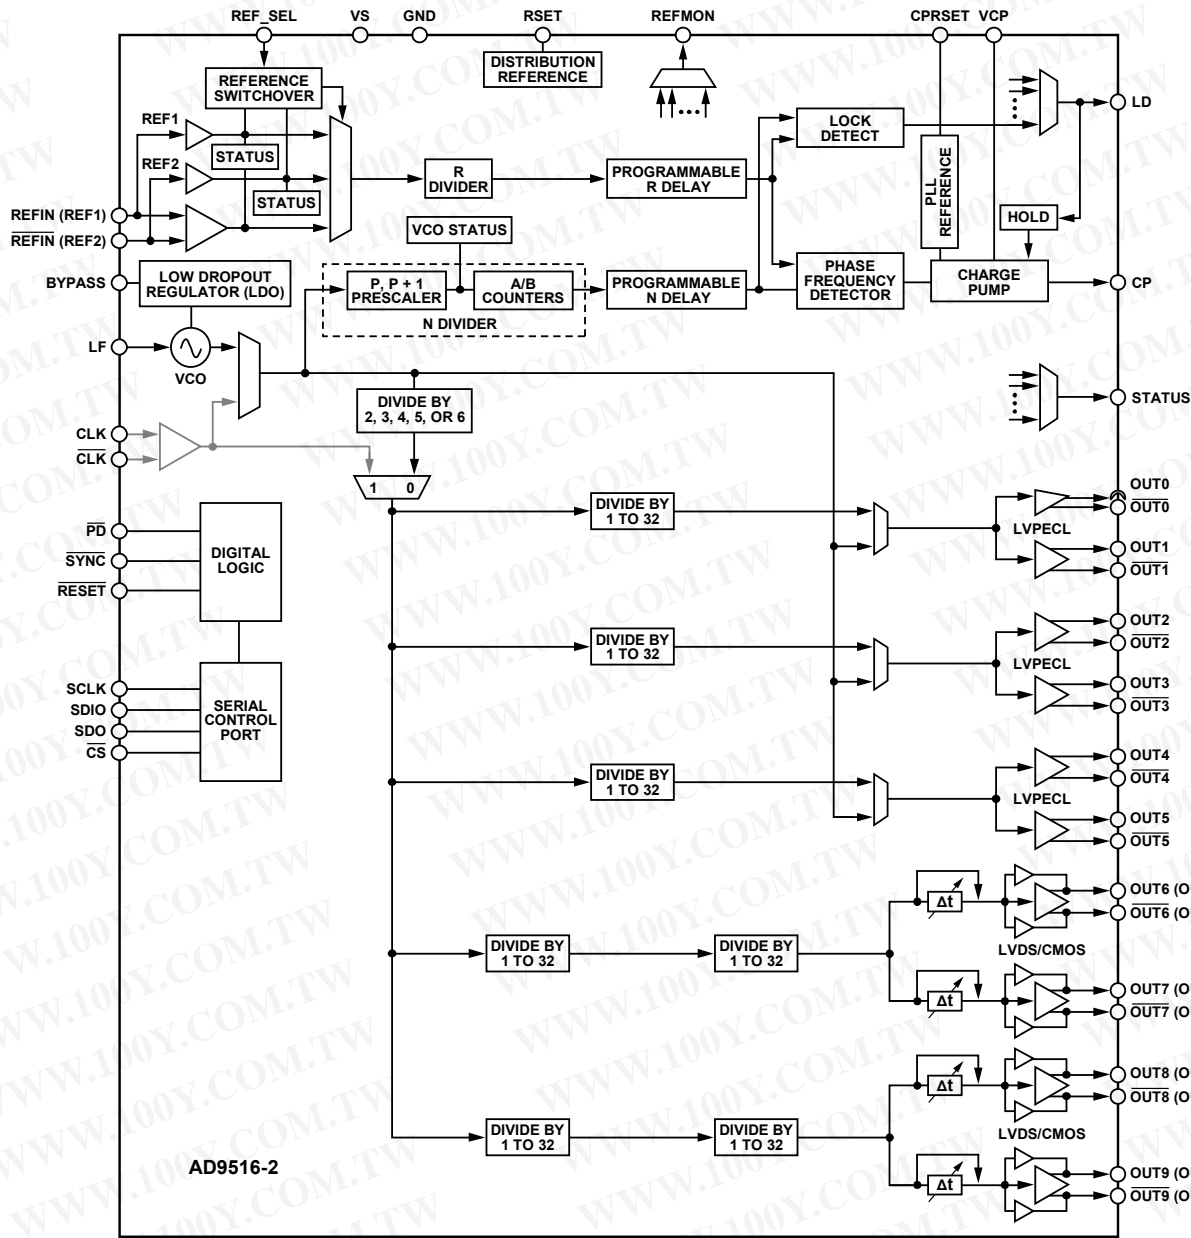 REF_SEL VS GND RSET REFMON CPRSET VCP
DISTRIBUTION
REFERENCE
REFERENCE
SWITCHOVER
REF1
STATUS
REF2
STATUS
R
DIVIDER
PROGRAMMABLE
R DELAY
LOCK
DETECT
LD
PLL
REFERENCE
HOLD
REFIN (REF1)
REFIN (REF2)
BYPASS
LOW DROPOUT
REGULATOR (LDO)
VCO STATUS
P, P + 1
PRESCALER
A/B
COUNTERS
N DIVIDER
PROGRAMMABLE
N DELAY
PHASE
FREQUENCY
DETECTOR
CHARGE
PUMP
CP
LF
VCO
DIVIDE BY
2, 3, 4, 5, OR 6
STATUS
CLK
CLK
1 0
PD
SYNC
RESET
DIGITAL
LOGIC
SCLK
SDIO
SDO
CS
SERIAL
CONTROL
PORT
DIVIDE BY
1 TO 32
LVPECL
OUT0
OUT0
OUT1
OUT1
DIVIDE BY
1 TO 32
LVPECL
OUT2
OUT2
OUT3
OUT3
DIVIDE BY
1 TO 32
LVPECL
OUT4
OUT4
OUT5
OUT5
DIVIDE BY
1 TO 32
DIVIDE BY
1 TO 32
Δt
LVDS/CMOS
Δt
OUT6 (O
OUT6 (O
OUT7 (O
OUT7 (O
DIVIDE BY
1 TO 32
DIVIDE BY
1 TO 32
Δt
LVDS/CMOS
Δt
OUT8 (O
OUT8 (O
OUT9 (O
OUT9 (O
AD9516-2
WWW.100Y.COM.TW